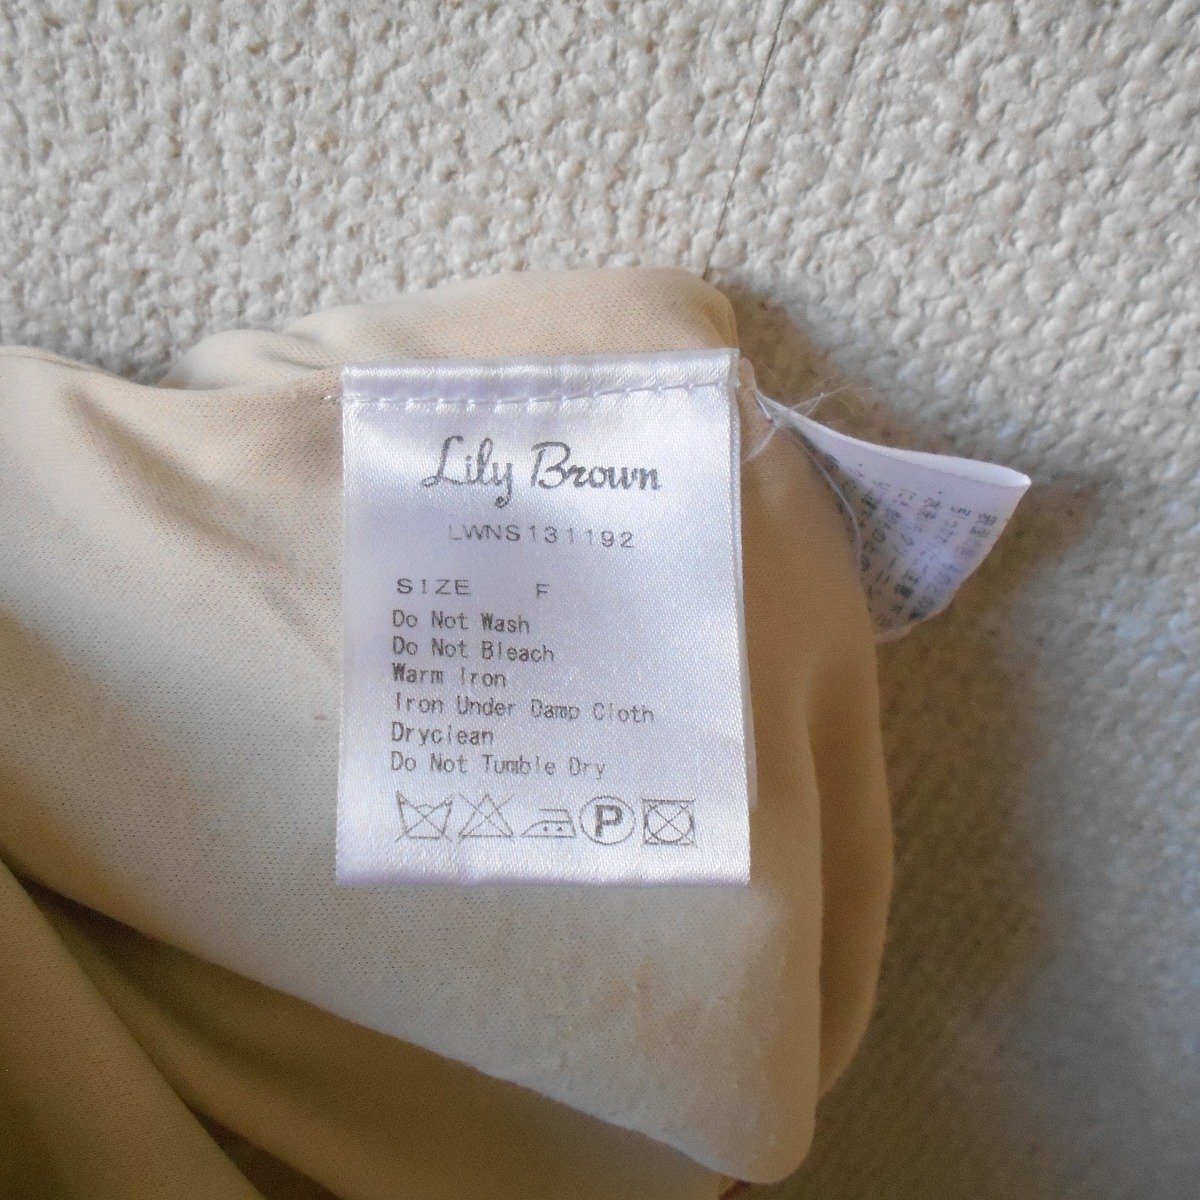 Lily Brown
LWNS131192
SIZE F
Do Not Wash
Do Not Bleach
Warm Iron
Iron Under Damp Cloth
Dryclean
Do Not Tumble Dry
P